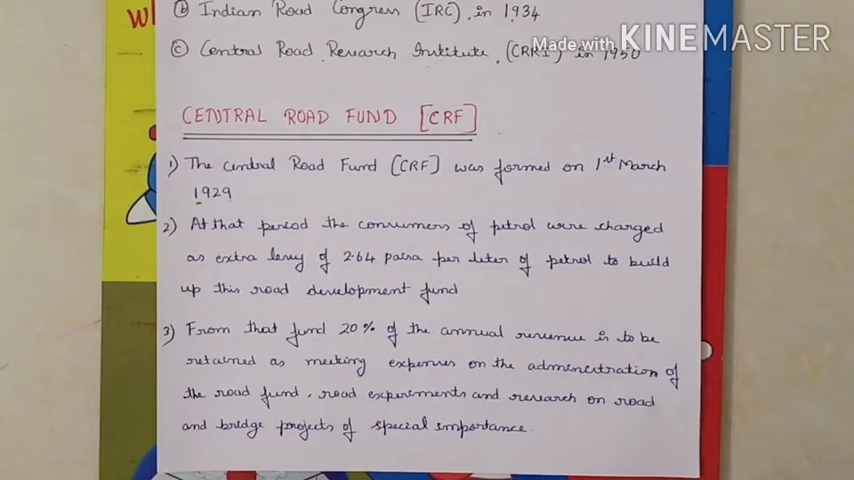 WI
(b) Indian Road Congress (IRC). in 1934
Made with KINEMASTER
(c) Central Road Research Institute. (CRRI) in 1950
CENTRAL ROAD FUND [CRF]
1) The central Road Fund [CRF] was formed on 1st March
1929
2) At that period the consumers of petrol were charged
as extra levy of 2.64 paisa per liter of petrol to build
up this road development fund
3) From that fund 20% of the annual revenue is to be
retained as meeking expenses on the administration of
the road fund, road experiments and research on road
and bridge projects of special importance.